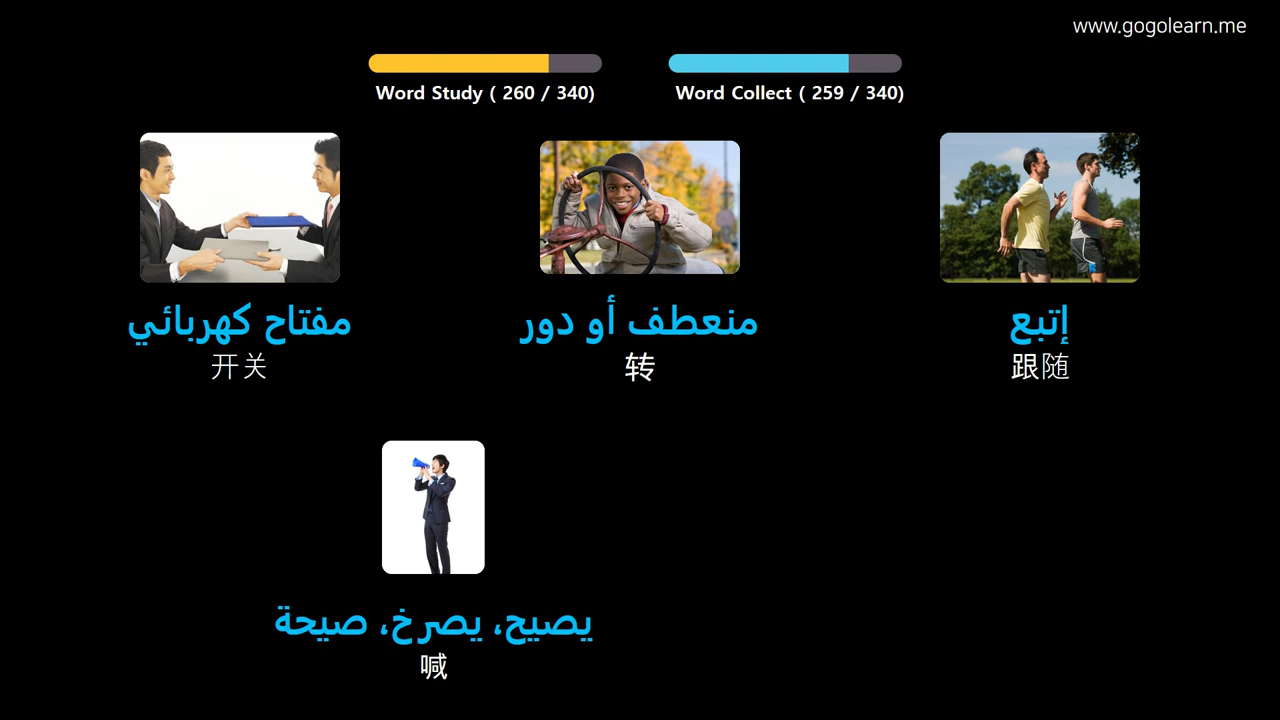 www.gogolearn.me
Word Study ( 260 / 340)
Word Collect ( 259 / 340)
مفتاح كهربائي
开关
منعطف أو دور
转
إتبع
跟随
يصيح، يصرخ، صيحة
喊